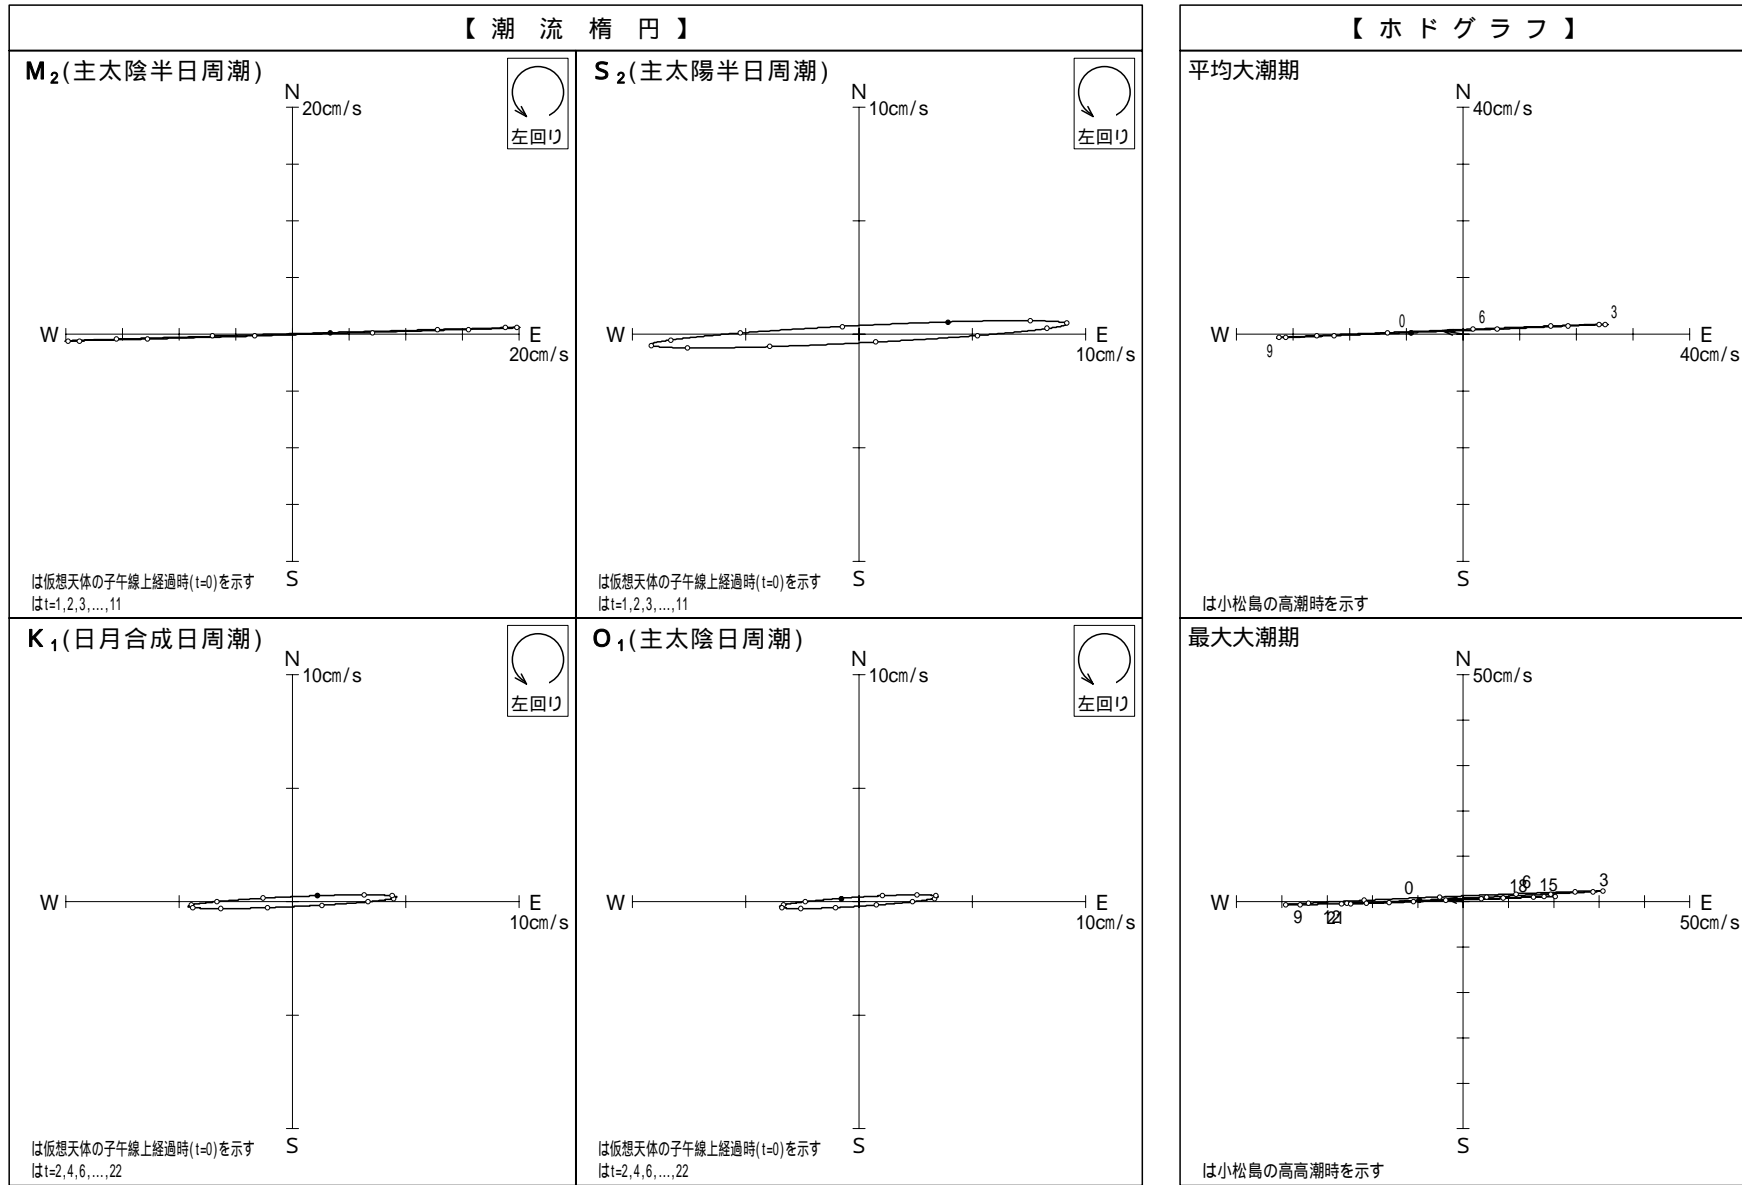 【 潮 流 楕 円 】
M₂(主太陰半日周潮)
N
20cm/s
左回り
W
E
20cm/s
S
は仮想天体の子午線上経過時(t=0)を示す
はt=1,2,3,...,11
S₂(主太陽半日周潮)
N
10cm/s
左回り
W
E
10cm/s
S
は仮想天体の子午線上経過時(t=0)を示す
はt=1,2,3,...,11
K₁(日月合成日周潮)
N
10cm/s
左回り
W
E
10cm/s
S
は仮想天体の子午線上経過時(t=0)を示す
はt=2,4,6,...,22
O₁(主太陰日周潮)
N
10cm/s
左回り
W
E
10cm/s
S
は仮想天体の子午線上経過時(t=0)を示す
はt=2,4,6,...,22
【 ホ ド グ ラ フ 】
平均大潮期
N
40cm/s
0 6 3
W
E
9
40cm/s
S
は小松島の高潮時を示す
最大大潮期
N
50cm/s
0 18 6 15 3
W
E
9 12 21
50cm/s
S
は小松島の高高潮時を示す